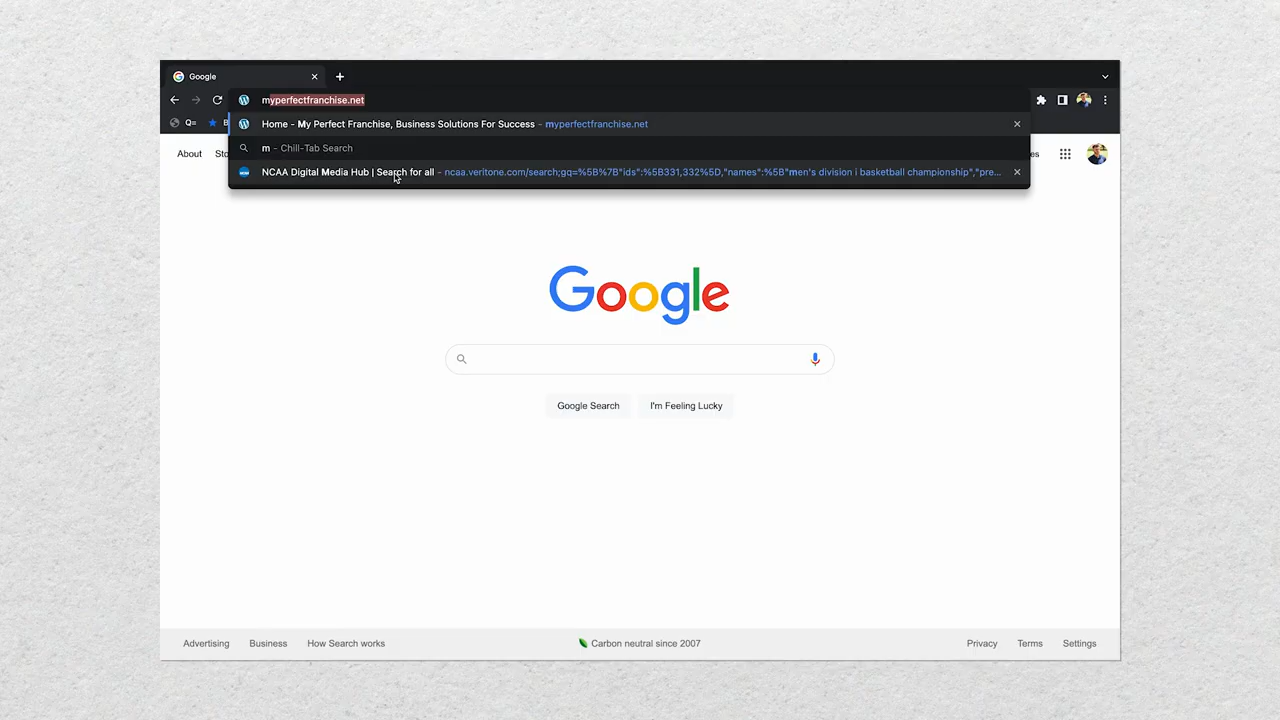 Google
myperfectfranchise.net
Q=
Home - My Perfect Franchise, Business Solutions For Success - myperfectfranchise.net
m - Chill-Tab Search
NCAA Digital Media Hub | Search for all - ncaa.veritone.com/search;gq=%5B%7B"ids":%5B331,332%5D,"names":%5B"men's division i basketball championship","pre...
About
Google
Google Search
I'm Feeling Lucky
Advertising
Business
How Search works
Carbon neutral since 2007
Privacy
Terms
Settings